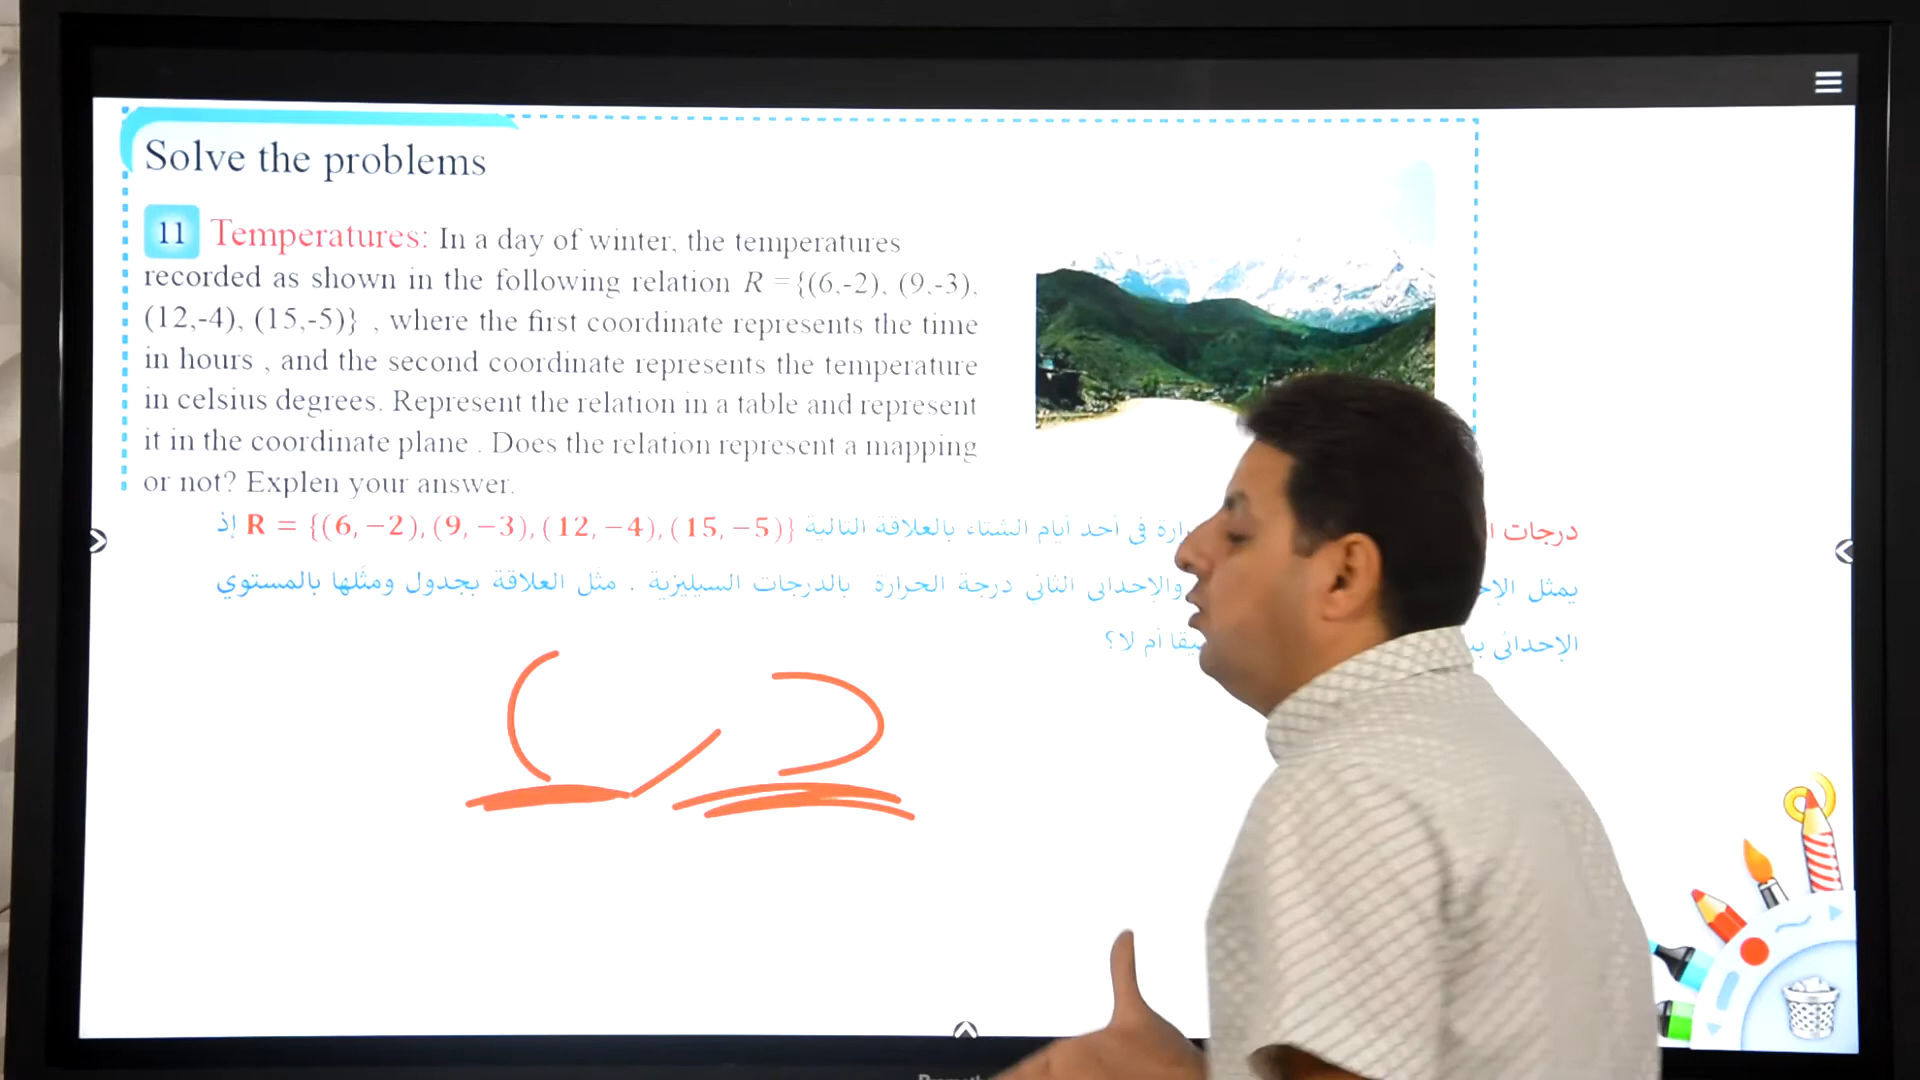 Solve the problems
11 Temperatures: In a day of winter, the temperatures
recorded as shown in the following relation R ={(6,-2), (9,-3),
(12,-4), (15,-5)} , where the first coordinate represents the time
in hours , and the second coordinate represents the temperature
in celsius degrees. Represent the relation in a table and represent
it in the coordinate plane . Does the relation represent a mapping
or not? Explen your answer.
درجات في أحد أيام الشتاء بالعلاقة التالية R = {(6, −2), (9, −3), (12, −4), (15, −5)} إذ
يمثل والإحداثي الثاني درجة الحرارة بالدرجات السيليزية . مثل العلاقة بجدول ومثلها بالمستوي
الإحداثي أم لا؟